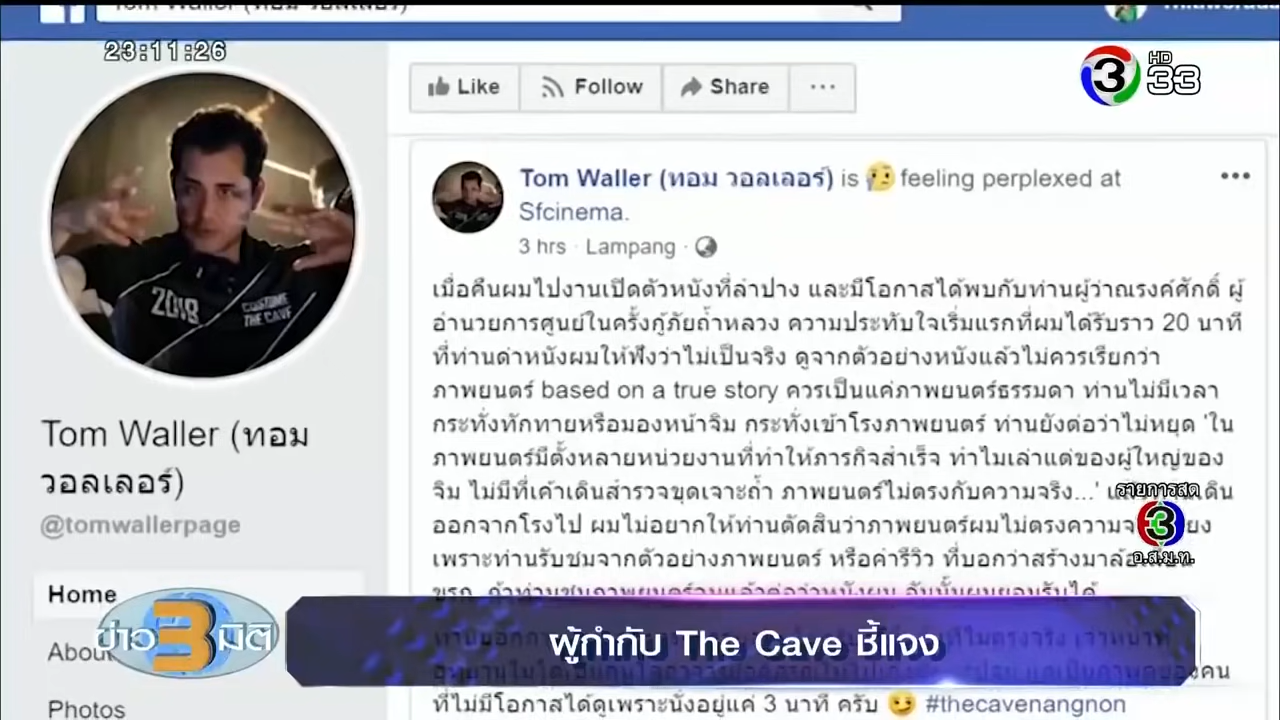 Tom Waller (ทอม วอลเลอร์)
23:11:26
HD
3 33
Like
Follow
Share
2018
CUSTOMS
THE CAVE
Tom Waller (ทอม วอลเลอร์) is feeling perplexed at
Sfcinema.
3 hrs · Lampang ·
Tom Waller (ทอม
วอลเลอร์)
@tomwallerpage
Home
About
Photos
เมื่อคืนผมไปงานเปิดตัวหนังที่ลำปาง และมีโอกาสได้พบกับท่านผู้ว่าณรงค์ศักดิ์ ผู้
อำนวยการศูนย์ในครั้งกู้ภัยถ้ำหลวง ความประทับใจเริ่มแรกที่ผมได้รับราว 20 นาที
ที่ท่านด่าหนังผมให้ฟังว่าไม่เป็นจริง ดูจากตัวอย่างหนังแล้วไม่ควรเรียกว่า
ภาพยนตร์ based on a true story ควรเป็นแค่ภาพยนตร์ธรรมดา ท่านไม่มีเวลา
กระทั่งทักทายหรือมองหน้าจิม กระทั่งเข้าโรงภาพยนตร์ ท่านยังต่อว่าไม่หยุด 'ใน
ภาพยนตร์มีตั้งหลายหน่วยงานที่ทำให้ภารกิจสำเร็จ ทำไมเล่าแต่ของผู้ใหญ่ของ
จิม ไม่มีที่เค้าเดินสำรวจขุดเจาะถ้ำ ภาพยนตร์ไม่ตรงกับความจริง...' เดิน
ออกจากโรงไป ผมไม่อยากให้ท่านตัดสินว่าภาพยนตร์ผมไม่ตรงความ
เพราะท่านรับชมจากตัวอย่างภาพยนตร์ หรือคำรีวิว ที่บอกว่าสร้างมา
ที่ไม่มีโอกาสได้ดูเพราะนั่งอยู่แค่ 3 นาที ครับ #thecavenangnon
รายการสด
3
อ.ส.ม.ท.
ข่าว 3 มิติ
ผู้กำกับ The Cave ชี้แจง